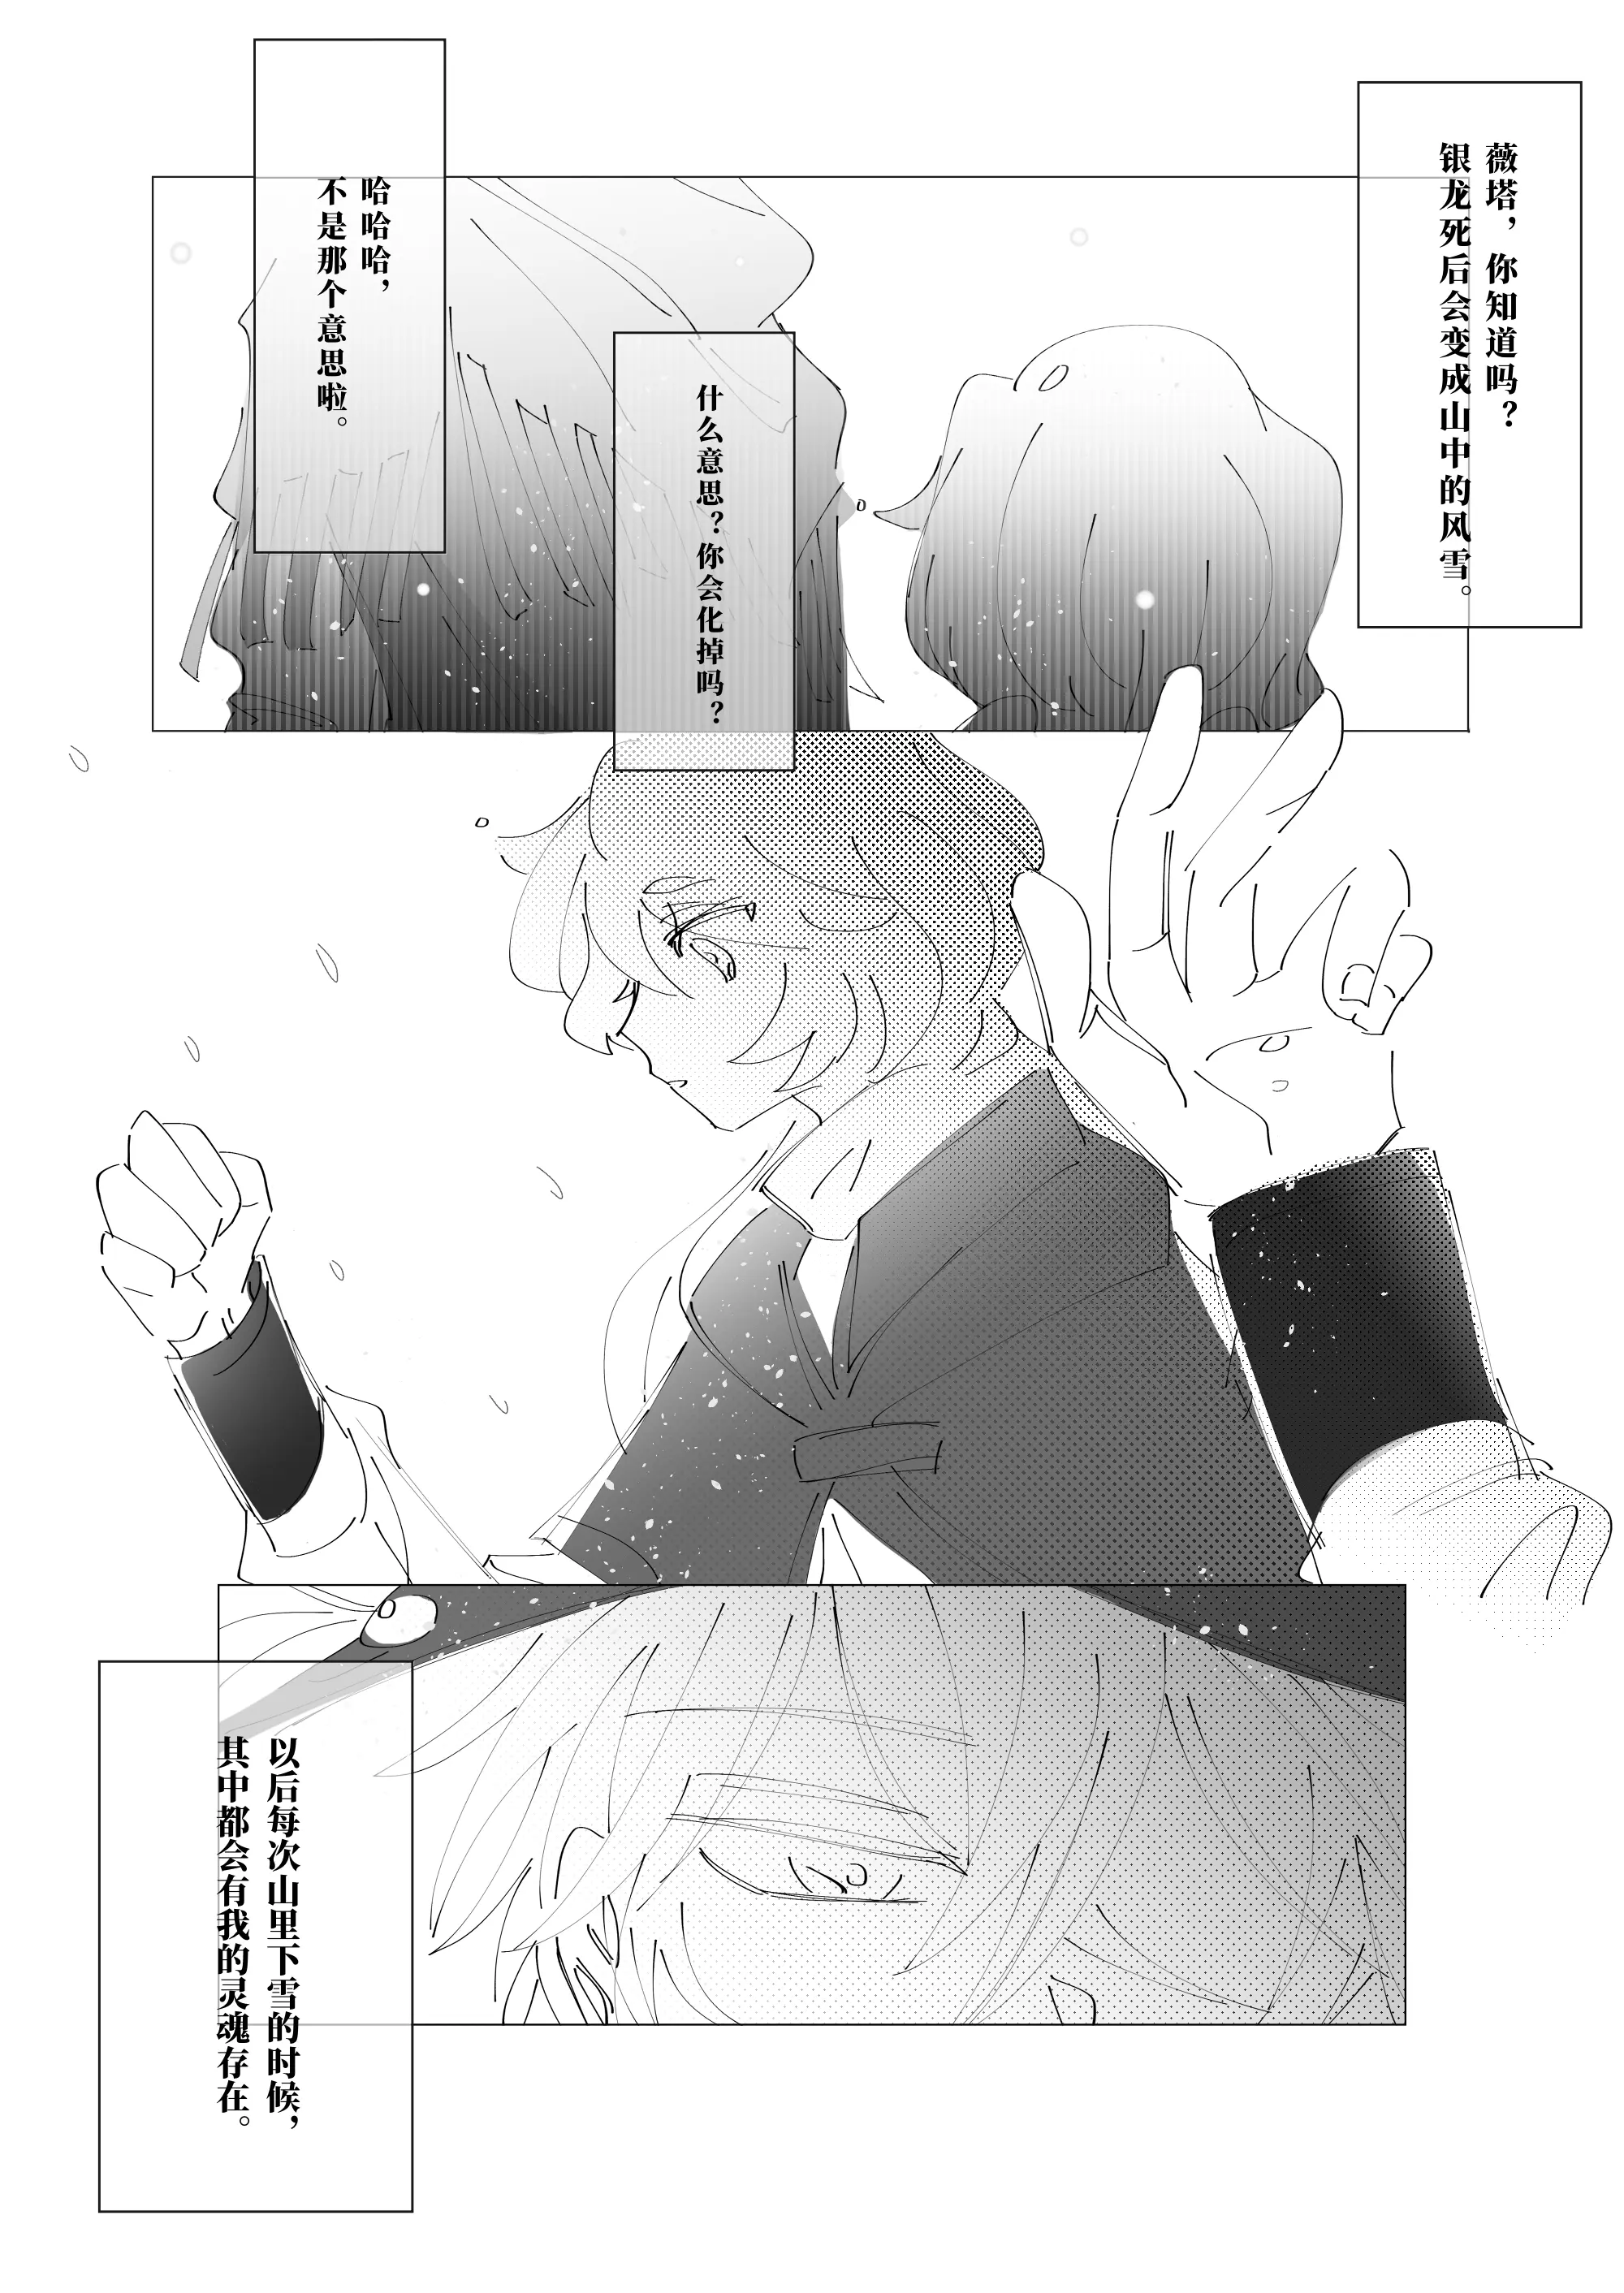 薇塔，你知道吗？
银龙死后会变成山中的风雪。
什么意思？你会化掉吗？
哈哈哈，
不是那个意思啦。
以后每次山里下雪的时候，
其中都会有我的灵魂存在。